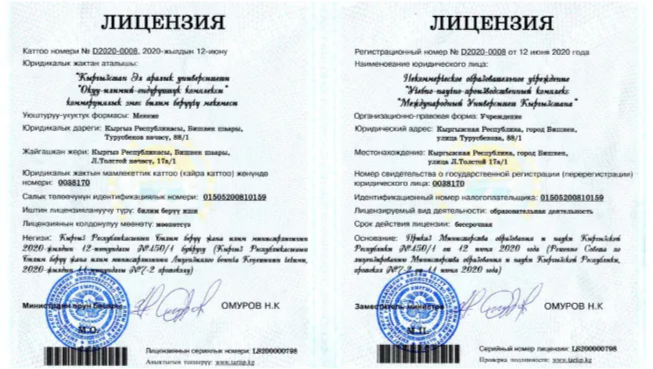 ЛИЦЕНЗИЯ
Каттоо номери № D2020-0008, 2020-жылдын 12-июну
Юридикалык жактан аталышы:
"Кыргызстан Эл аралык университети
"Окуу-илимий-өндүрүштүк комплекси"
коммерциялык эмес билим берүүчү мекемеси
Уюштуруу-укуктук формасы: Мекеме
Юридикалык дареги: Кыргыз Республикасы, Бишкек шаары,
Турусбеков көчөсү, 88/1
Жайгашкан жери: Кыргыз Республикасы, Бишкек шаары,
Л.Толстой көчөсү, 17а/1
Юридикалык жактын мамлекеттик каттоо (кайра каттоо) жөнүндө
номери: 0038170
Салык төлөөчүнүн идентификациялык номери: 01505200810159
Иштин лицензиялануучу түрү: билим берүү иши
Лицензиянын колдонулуу мөөнөтү: мөөнөтсүз
Негизи: Кыргыз Республикасынын Билим берүү жана илим министрлигинин
2020-жылдын 12-июнундагы №450/1 буйругу (Кыргыз Республикасынын
Билим берүү жана илим министрлигинин Лицензиялоо боюнча Кеңешинин чечими,
2020-жылдын 11-июнундагы №7-2 протоколу)
Министрдин орун басары
ОМУРОВ Н.К
М.О.
Лицензиянын сериялык номери: LS200000798
Аныктыгын текшерүү: www.tarkp.kg
ЛИЦЕНЗИЯ
Регистрационный номер № D2020-0008 от 12 июня 2020 года
Наименование юридического лица:
Некоммерческое образовательное учреждение
"Учебно-научно-производственный комплекс
"Международный Университет Кыргызстана"
Организационно-правовая форма: Учреждение
Юридический адрес: Кыргызская Республика, город Бишкек,
улица Турусбекова, 88/1
Местонахождение: Кыргызская Республика, город Бишкек,
улица Л.Толстого, 17а/1
Номер свидетельства о государственной регистрации (перерегистрации)
юридического лица: 0038170
Идентификационный номер налогоплательщика: 01505200810159
Лицензируемый вид деятельности: образовательная деятельность
Срок действия лицензии: бессрочная
Основание: Приказ Министерства образования и науки Кыргызской
Республики №450/1 от 12 июня 2020 года (Решение Совета по
лицензированию Министерства образования и науки Кыргызской Республики,
протокол №7-2 от 11 июня 2020 года)
Заместитель министра
ОМУРОВ Н.К
М.П.
Серийный номер лицензии: LS200000798
Проверка подлинности: